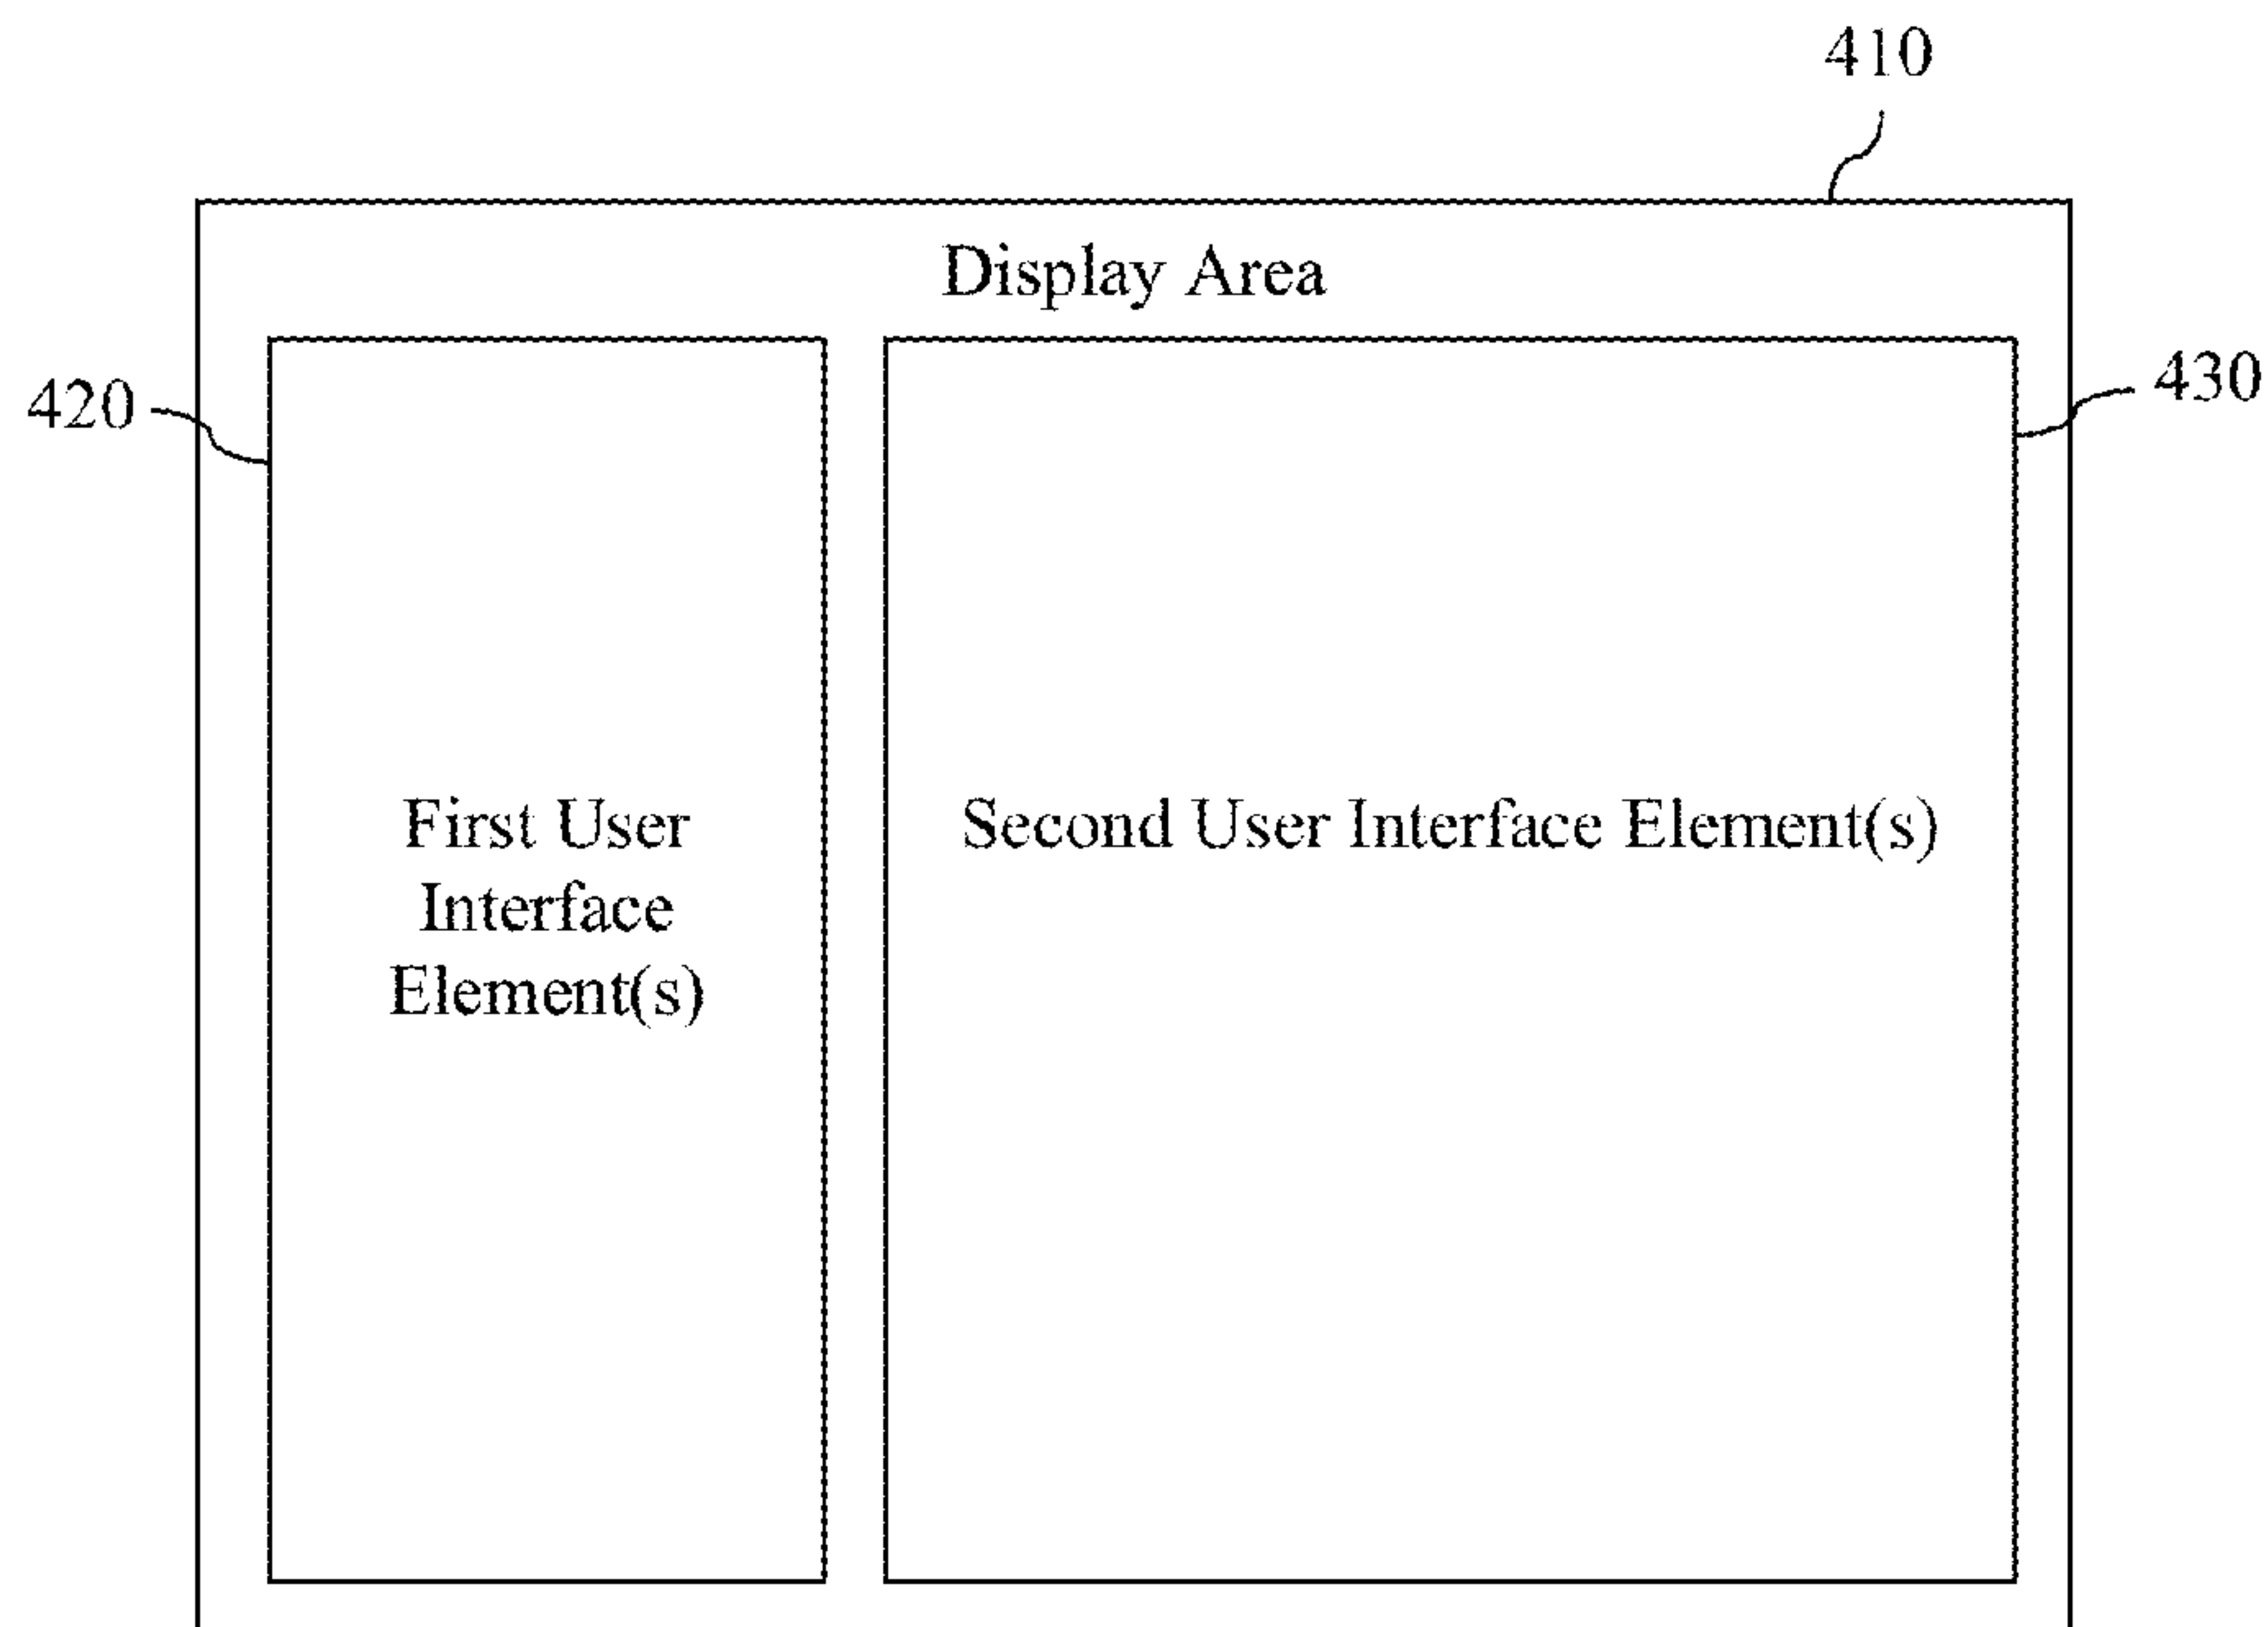 410
Display Area
420
430
First User
Interface
Element(s)
Second User Interface Element(s)